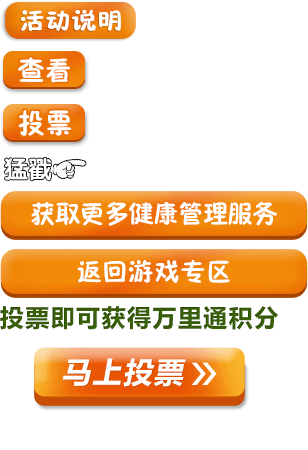 活动说明
查看
投票
猛戳
获取更多健康管理服务
返回游戏专区
投票即可获得万里通积分
马上投票